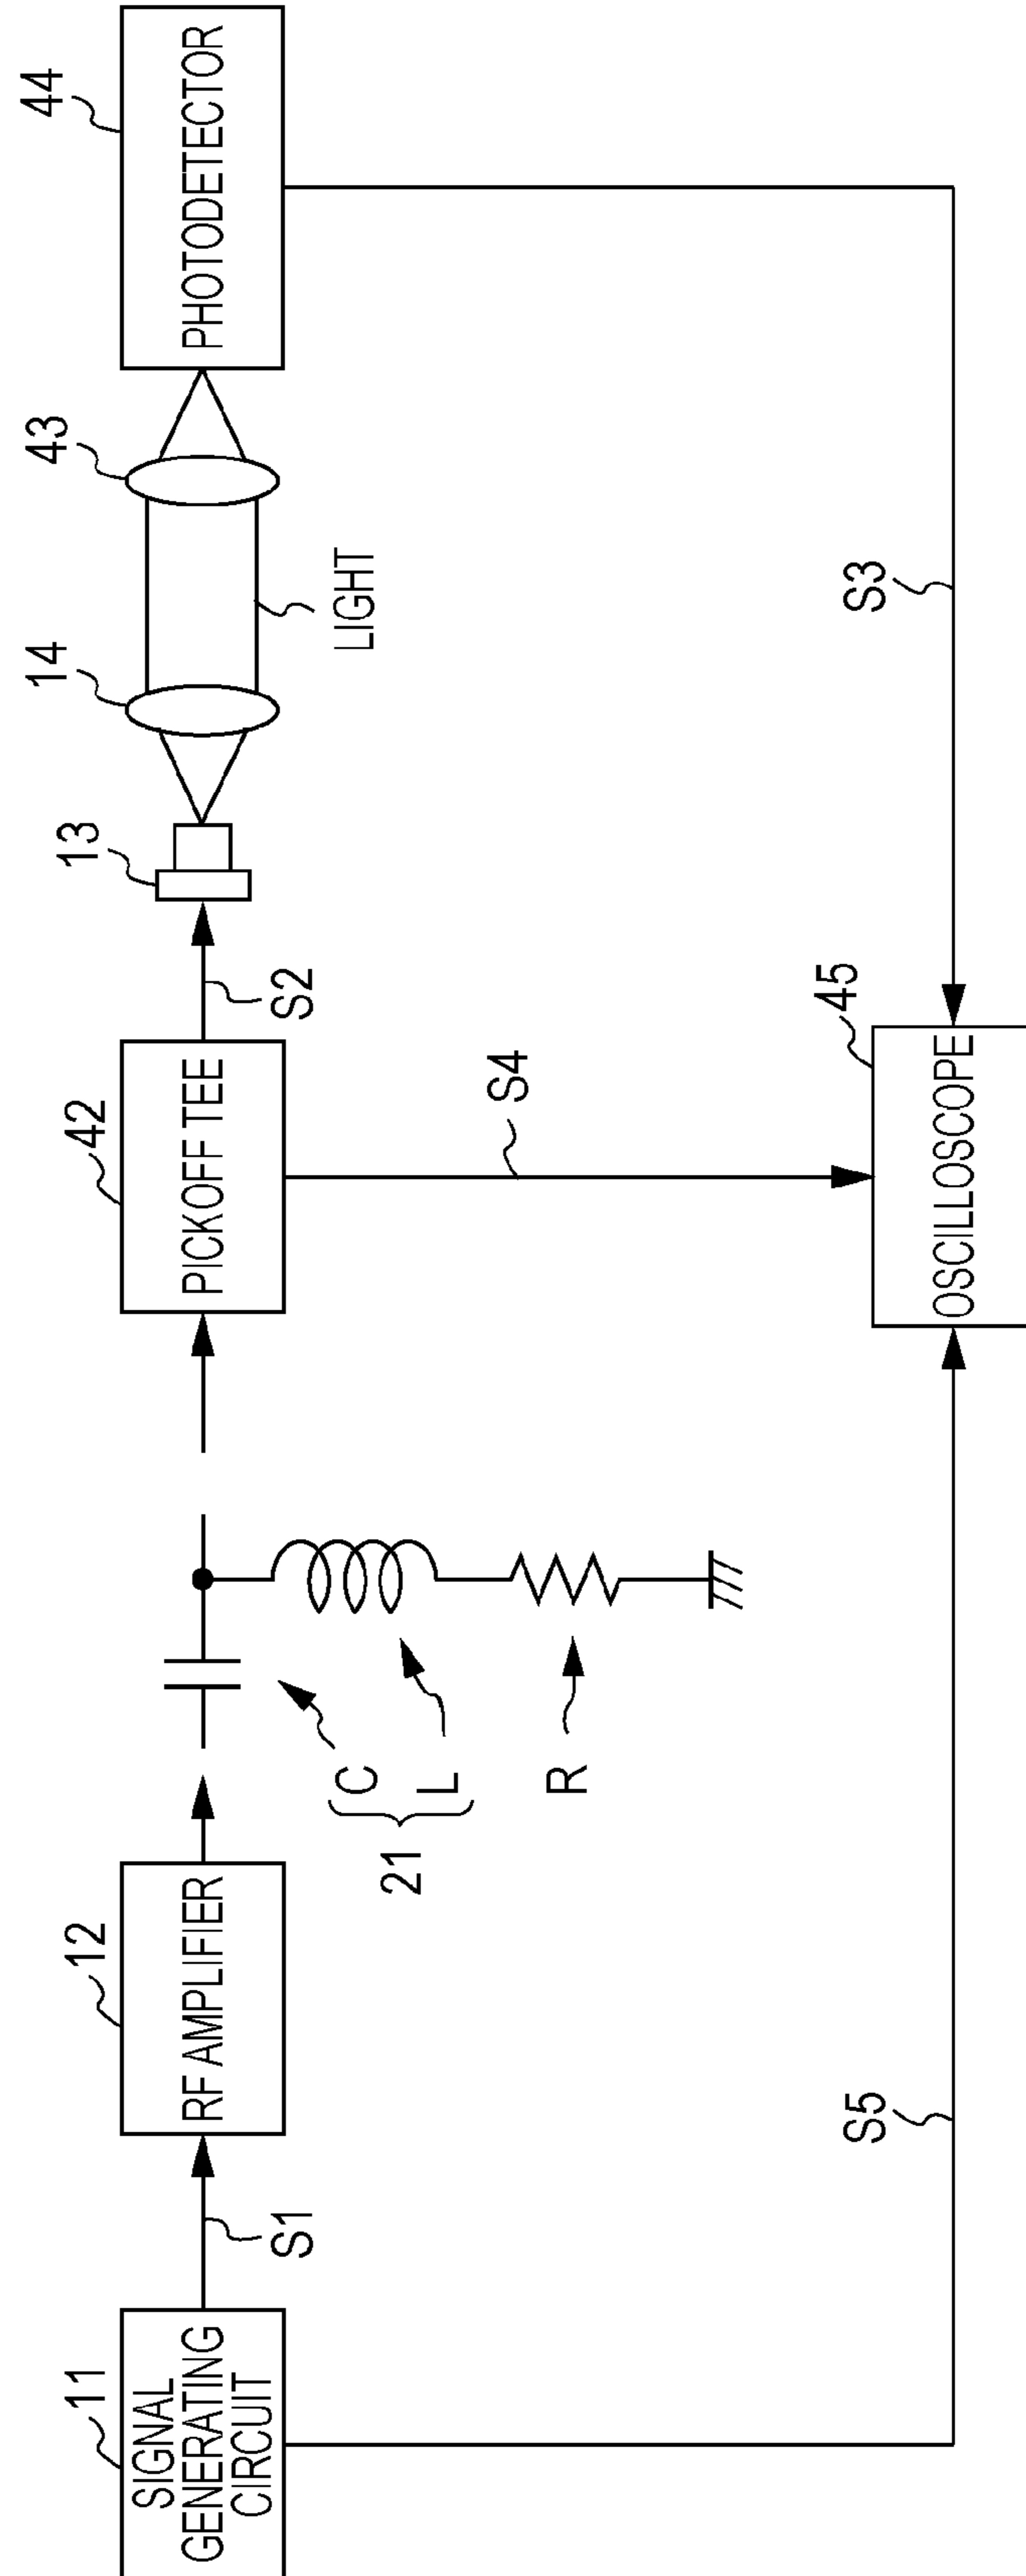 11
SIGNAL
GENERATING
CIRCUIT
S1
12
RF AMPLIFIER
21
C
L
R
42
PICKOFF TEE
S2
13
14
LIGHT
43
44
PHOTODETECTOR
S5
S4
45
OSCILLOSCOPE
S3